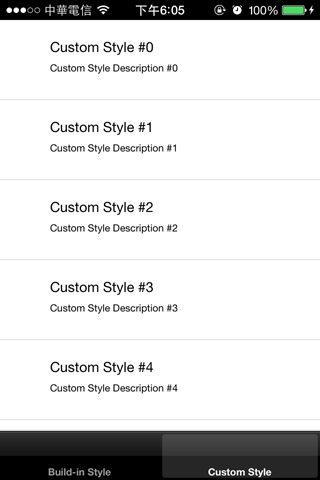 中華電信 下午6:05 100%
Custom Style #0
Custom Style Description #0
Custom Style #1
Custom Style Description #1
Custom Style #2
Custom Style Description #2
Custom Style #3
Custom Style Description #3
Custom Style #4
Custom Style Description #4
Build-in Style Custom Style